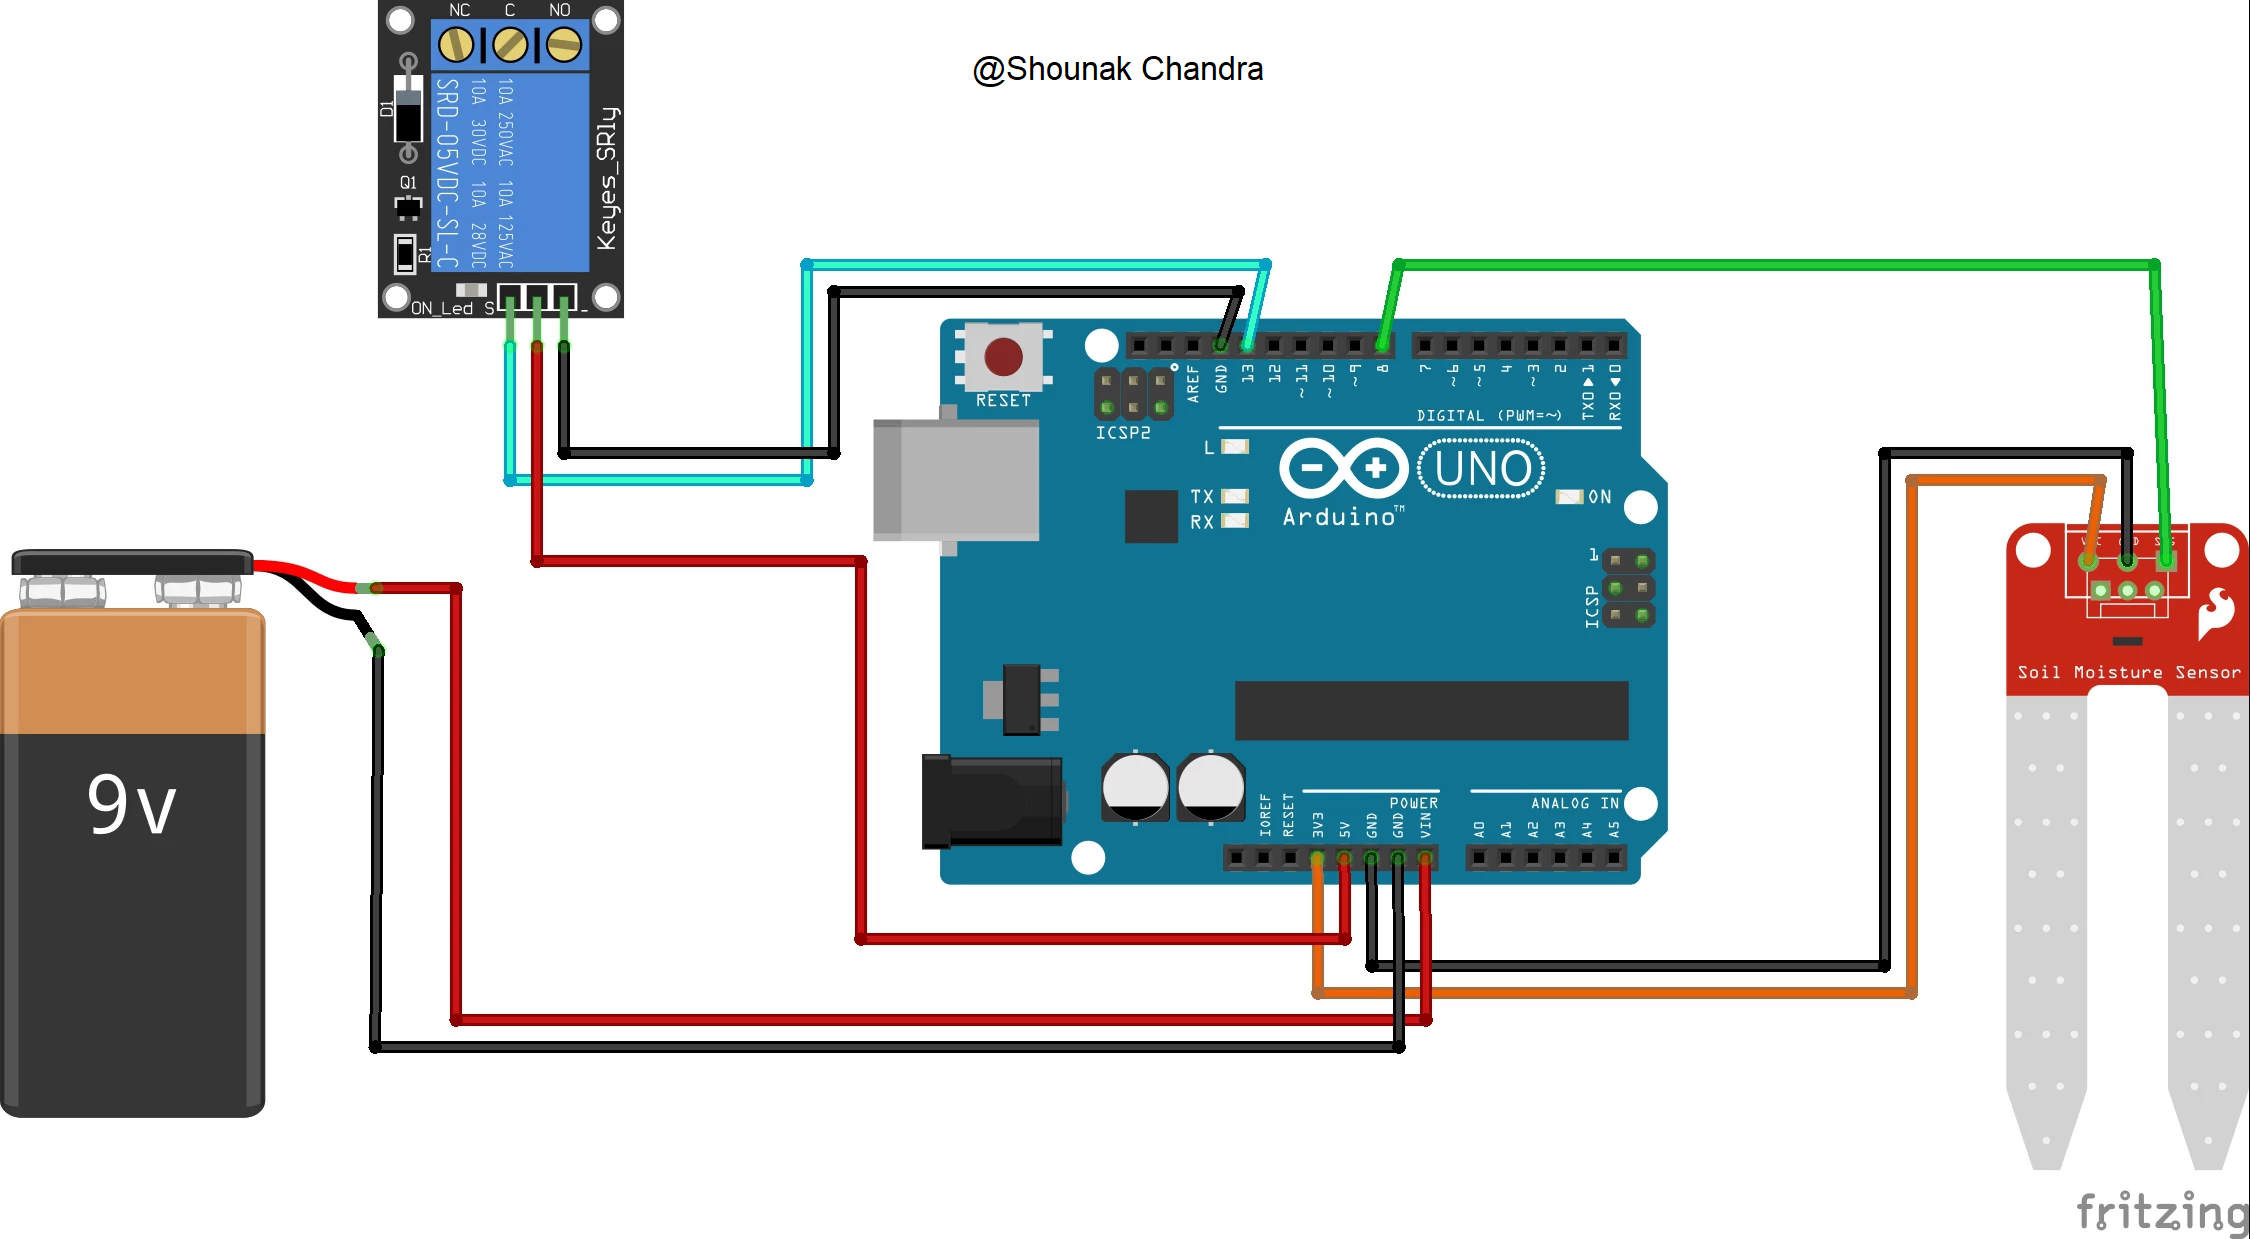 NC C NO
@Shounak Chandra
D1
SRD-05VDC-SL-C
10A 30VDC 10A 28VDC
10A 250VAC 10A 125VAC
Keyes_SRly
Q1
R1
ON_Led S -
RESET
ICSP2
AREF
GND
13
12
~11
~10
~9
8
7
~6
~5
4
~3
2
TX0▶1
RX0◀0
DIGITAL (PWM=~)
L
TX
RX
UNO
ON
Arduino™
1
ICSP
Soil Moisture Sensor
9v
IOREF
RESET
3V3
5V
GND
GND
VIN
POWER
ANALOG IN
A0
A1
A2
A3
A4
A5
fritzing